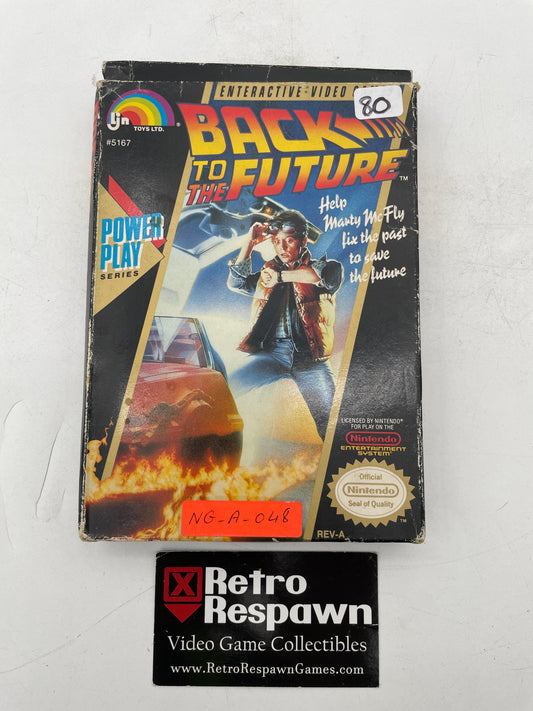 ENTERACTIVE: VIDEO
80
Ljn
TOYS LTD.
#5167
BACK
TO
THE FUTURE™
Help
Marty McFly
fix the past
to save
the future
POWER
PLAY
SERIES
LICENSED BY NINTENDO®
FOR PLAY ON THE
Nintendo
ENTERTAINMENT
SYSTEM®
Official
Nintendo
Seal of Quality
TM
NG-A-048
REV-A
Retro
Respawn
Video Game Collectibles
www.RetroRespawnGames.com